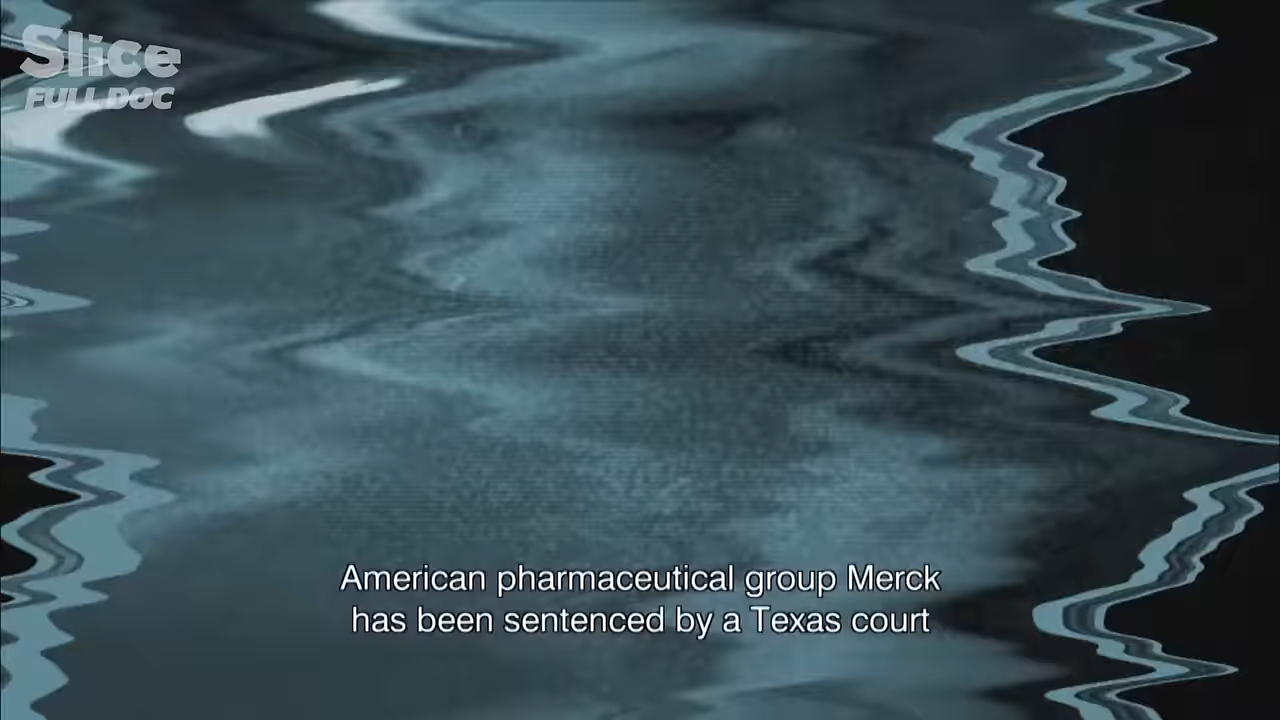 Slice
FULL DOC
American pharmaceutical group Merck
has been sentenced by a Texas court